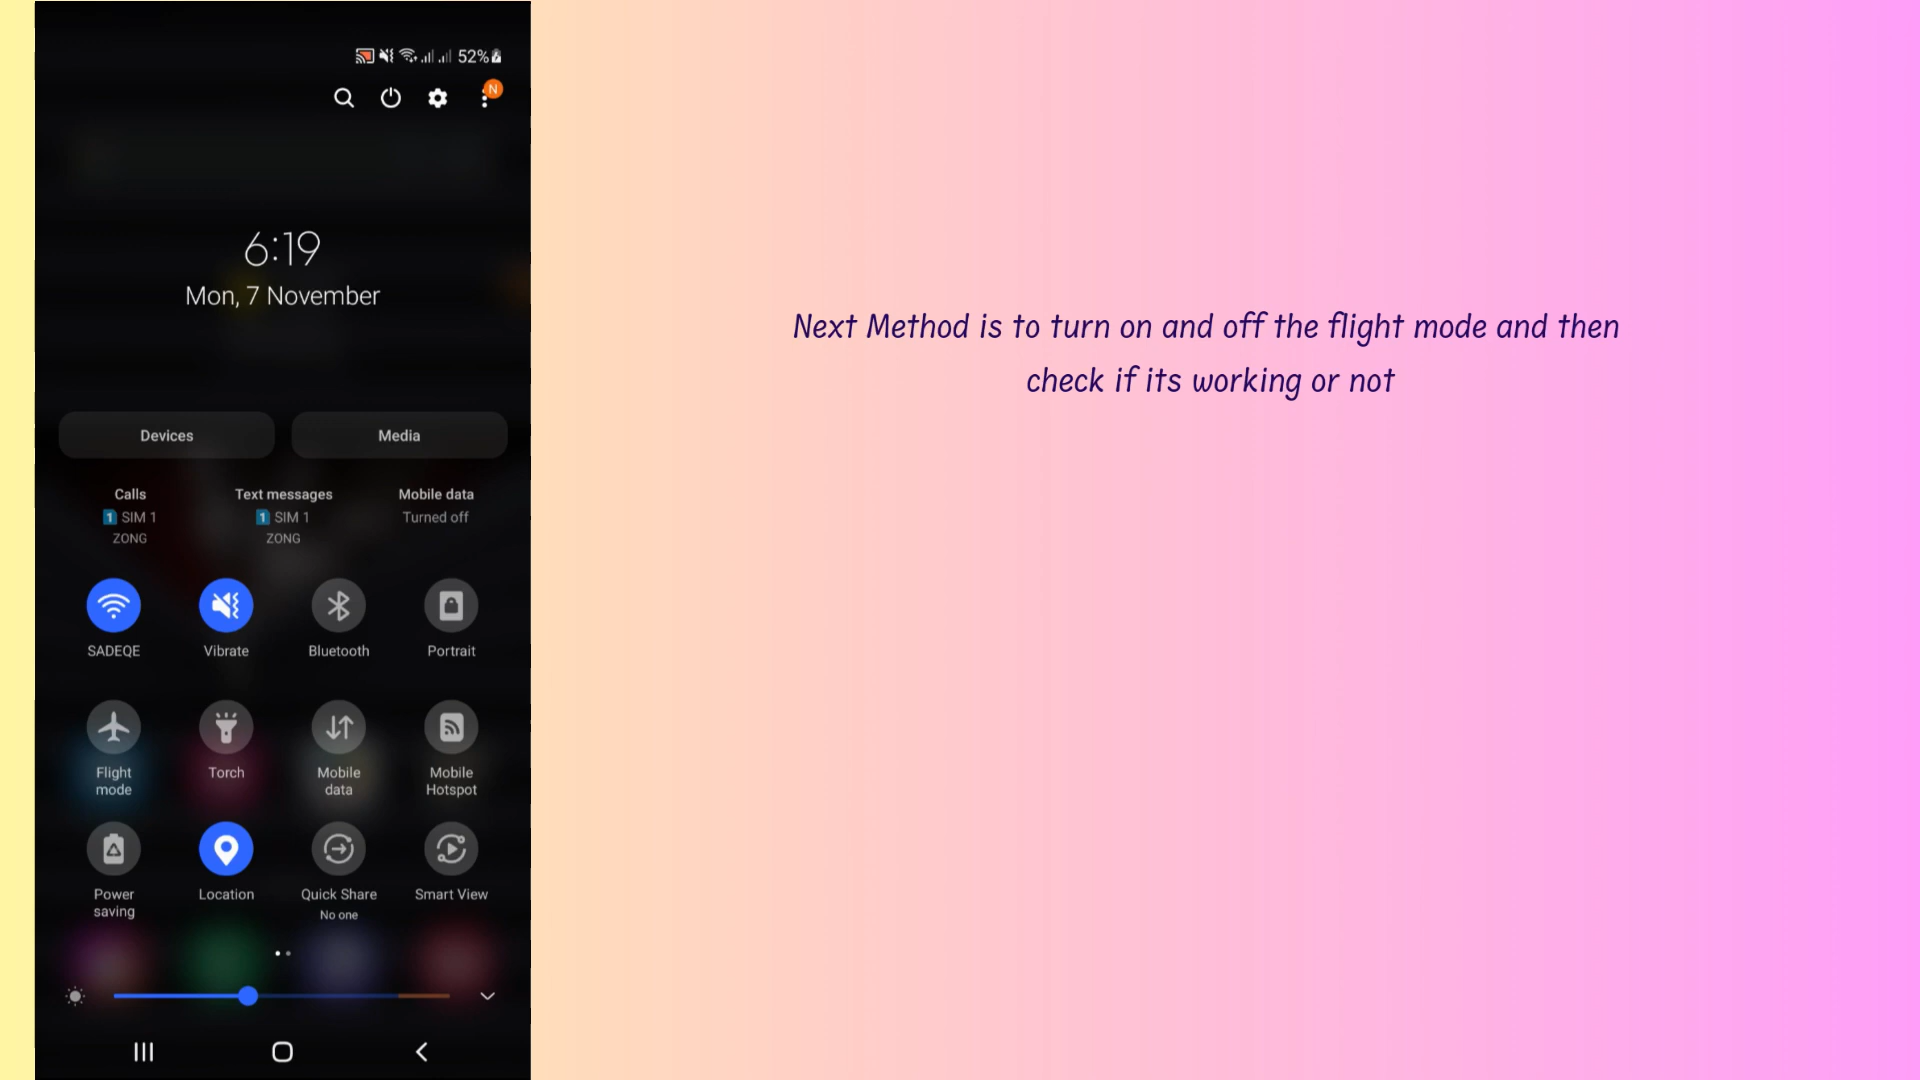 52%
N
6:19
Mon, 7 November
Devices
Media
Calls
Text messages
Mobile data
1 SIM 1
1 SIM 1
Turned off
ZONG
ZONG
SADEQE
Vibrate
Bluetooth
Portrait
Flight
mode
Torch
Mobile
data
Mobile
Hotspot
Power
saving
Location
Quick Share
No one
Smart View
Next Method is to turn on and off the flight mode and then
check if its working or not